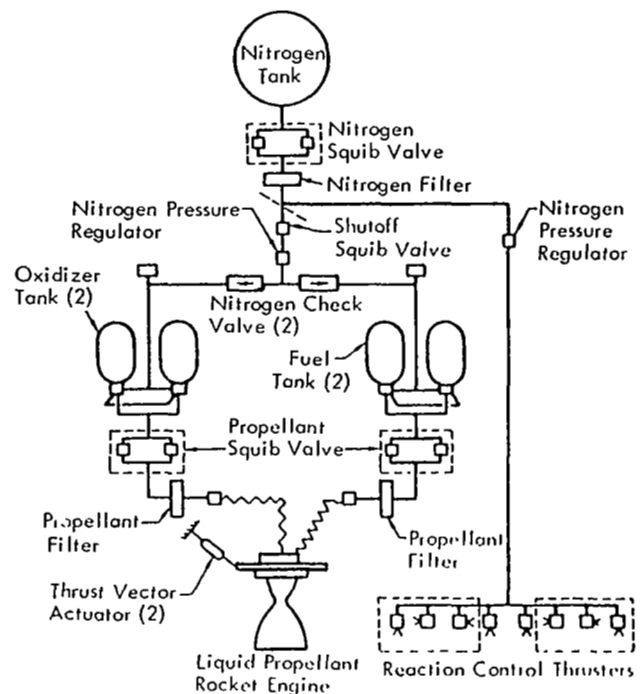 Nitrogen
Tank
Nitrogen
Squib Valve
Nitrogen Filter
Nitrogen Pressure
Regulator
Shutoff
Squib Valve
Nitrogen
Pressure
Regulator
Oxidizer
Tank (2)
Nitrogen Check
Valve (2)
Fuel
Tank (2)
Propellant
Squib Valve
Propellant
Filter
Propellant
Filter
Thrust Vector
Actuator (2)
Liquid Propellant
Rocket Engine
Reaction Control Thrusters